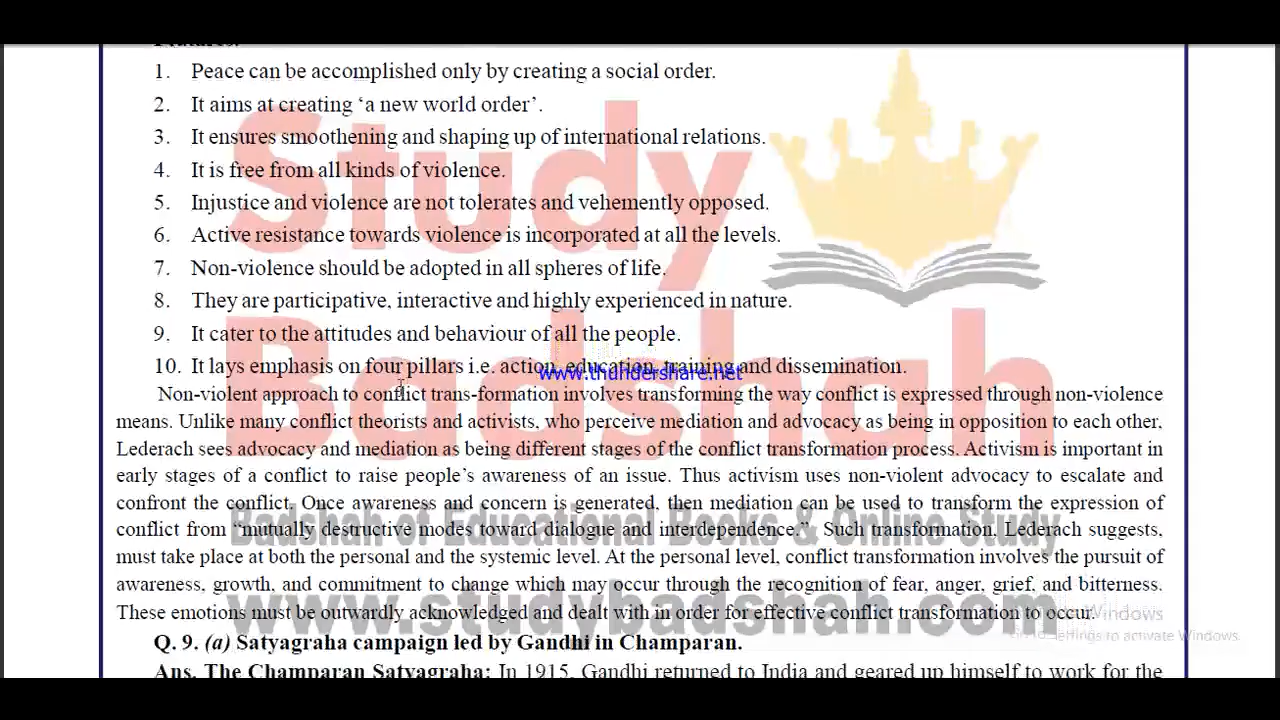 1. Peace can be accomplished only by creating a social order.
2. It aims at creating ‘a new world order’.
3. It ensures smoothening and shaping up of international relations.
4. It is free from all kinds of violence.
5. Injustice and violence are not tolerates and vehemently opposed.
6. Active resistance towards violence is incorporated at all the levels.
7. Non-violence should be adopted in all spheres of life.
8. They are participative, interactive and highly experienced in nature.
9. It cater to the attitudes and behaviour of all the people.
10. It lays emphasis on four pillars i.e. action, education, training and dissemination.
www.thundershare.net
Non-violent approach to conflict trans-formation involves transforming the way conflict is expressed through non-violence
means. Unlike many conflict theorists and activists, who perceive mediation and advocacy as being in opposition to each other,
Lederach sees advocacy and mediation as being different stages of the conflict transformation process. Activism is important in
early stages of a conflict to raise people’s awareness of an issue. Thus activism uses non-violent advocacy to escalate and
confront the conflict. Once awareness and concern is generated, then mediation can be used to transform the expression of
conflict from “mutually destructive modes toward dialogue and interdependence.” Such transformation, Lederach suggests,
must take place at both the personal and the systemic level. At the personal level, conflict transformation involves the pursuit of
awareness, growth, and commitment to change which may occur through the recognition of fear, anger, grief, and bitterness.
These emotions must be outwardly acknowledged and dealt with in order for effective conflict transformation to occur.
Q. 9. (a) Satyagraha campaign led by Gandhi in Champaran.
Ans. The Champaran Satyagraha: In 1915, Gandhi returned to India and geared up himself to work for the
Study
Badshah
Badshah of Educational Books & Online Study
www.studybadshah.com
Windows
Settings to activate Windows.